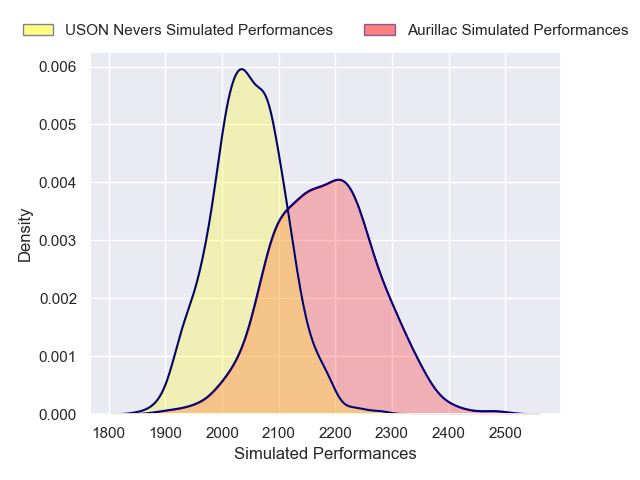 USON Nevers Simulated Performances Aurillac Simulated Performances
0.006
0.005
0.004
0.003
0.002
0.001
0.000
Density
1800 1900 2000 2100 2200 2300 2400 2500
Simulated Performances